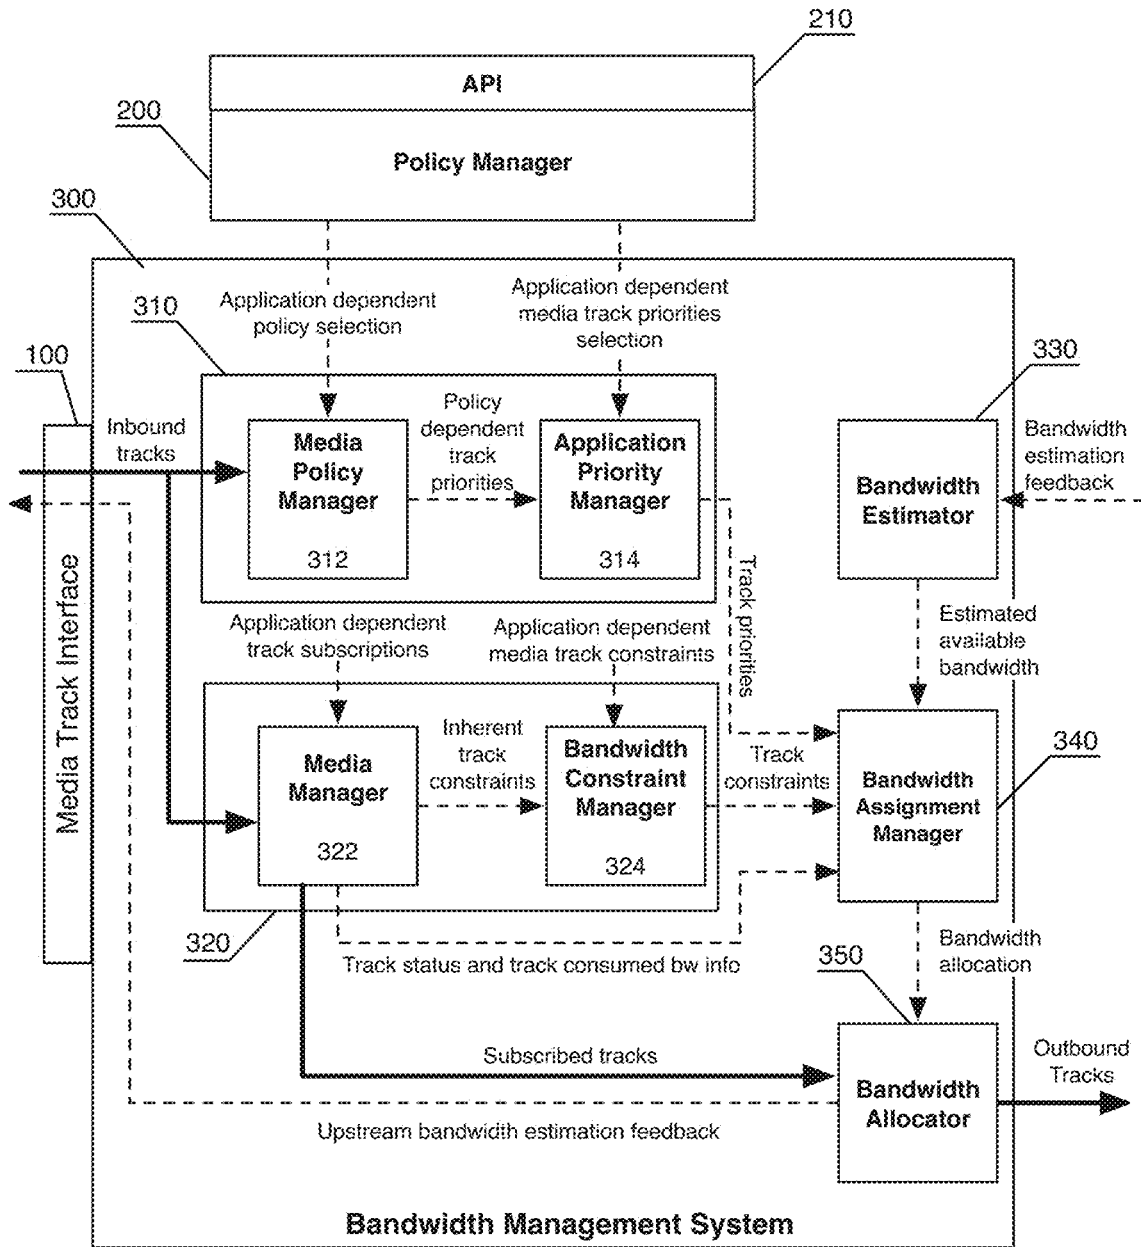 210
API
200
Policy Manager
300
Application dependent
policy selection
Application dependent
media track priorities
selection
310
100
330
Inbound
tracks
Media
Policy
Manager
312
Policy
dependent
track
priorities
Application
Priority
Manager
314
Bandwidth
Estimator
Bandwidth
estimation
feedback
Media Track Interface
Track priorities
Estimated
available
bandwidth
Application dependent
track subscriptions
Application dependent
media track constraints
Media
Manager
322
Inherent
track
constraints
Bandwidth
Constraint
Manager
324
Track
constraints
340
Bandwidth
Assignment
Manager
320
Track status and track consumed bw info
350
Bandwidth
allocation
Subscribed tracks
Bandwidth
Allocator
Outbound
Tracks
Upstream bandwidth estimation feedback
Bandwidth Management System